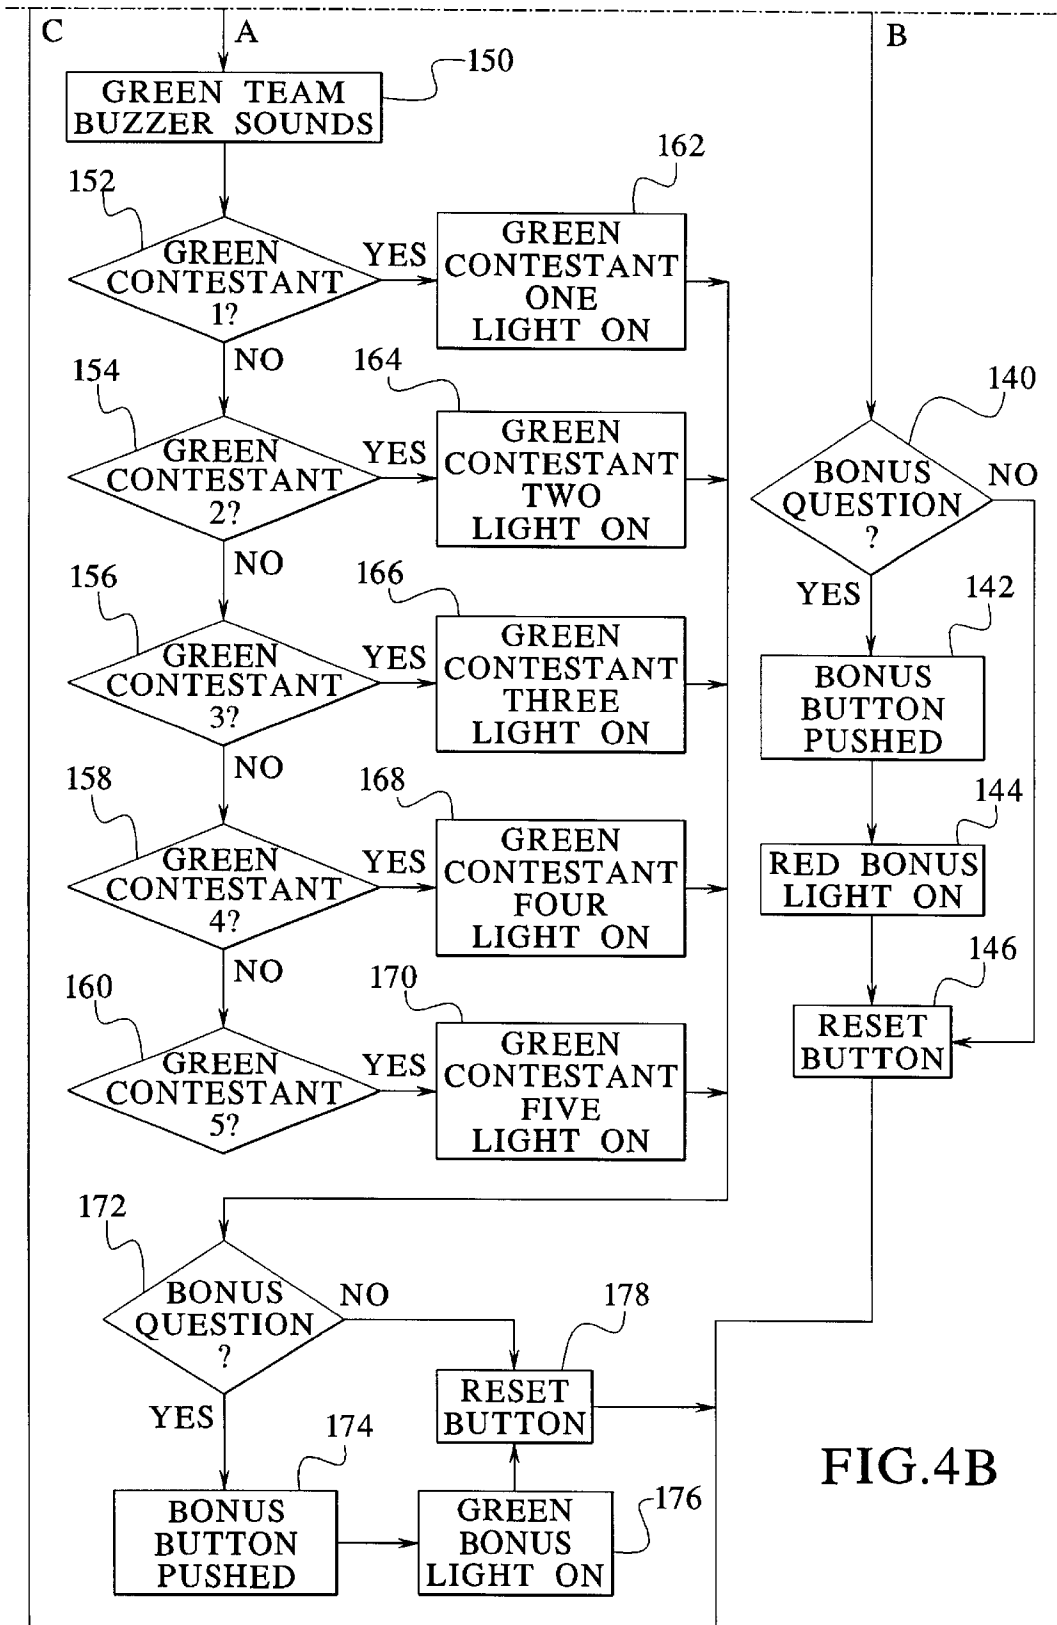 C
A
B
150
GREEN TEAM
BUZZER SOUNDS
152
GREEN
CONTESTANT
1?
YES
NO
162
GREEN
CONTESTANT
ONE
LIGHT ON
154
GREEN
CONTESTANT
2?
YES
NO
164
GREEN
CONTESTANT
TWO
LIGHT ON
156
GREEN
CONTESTANT
3?
YES
NO
166
GREEN
CONTESTANT
THREE
LIGHT ON
158
GREEN
CONTESTANT
4?
YES
NO
168
GREEN
CONTESTANT
FOUR
LIGHT ON
160
GREEN
CONTESTANT
5?
YES
170
GREEN
CONTESTANT
FIVE
LIGHT ON
140
BONUS
QUESTION
?
NO
YES
142
BONUS
BUTTON
PUSHED
144
RED BONUS
LIGHT ON
146
RESET
BUTTON
172
BONUS
QUESTION
?
NO
YES
178
RESET
BUTTON
174
BONUS
BUTTON
PUSHED
176
GREEN
BONUS
LIGHT ON
FIG.4B